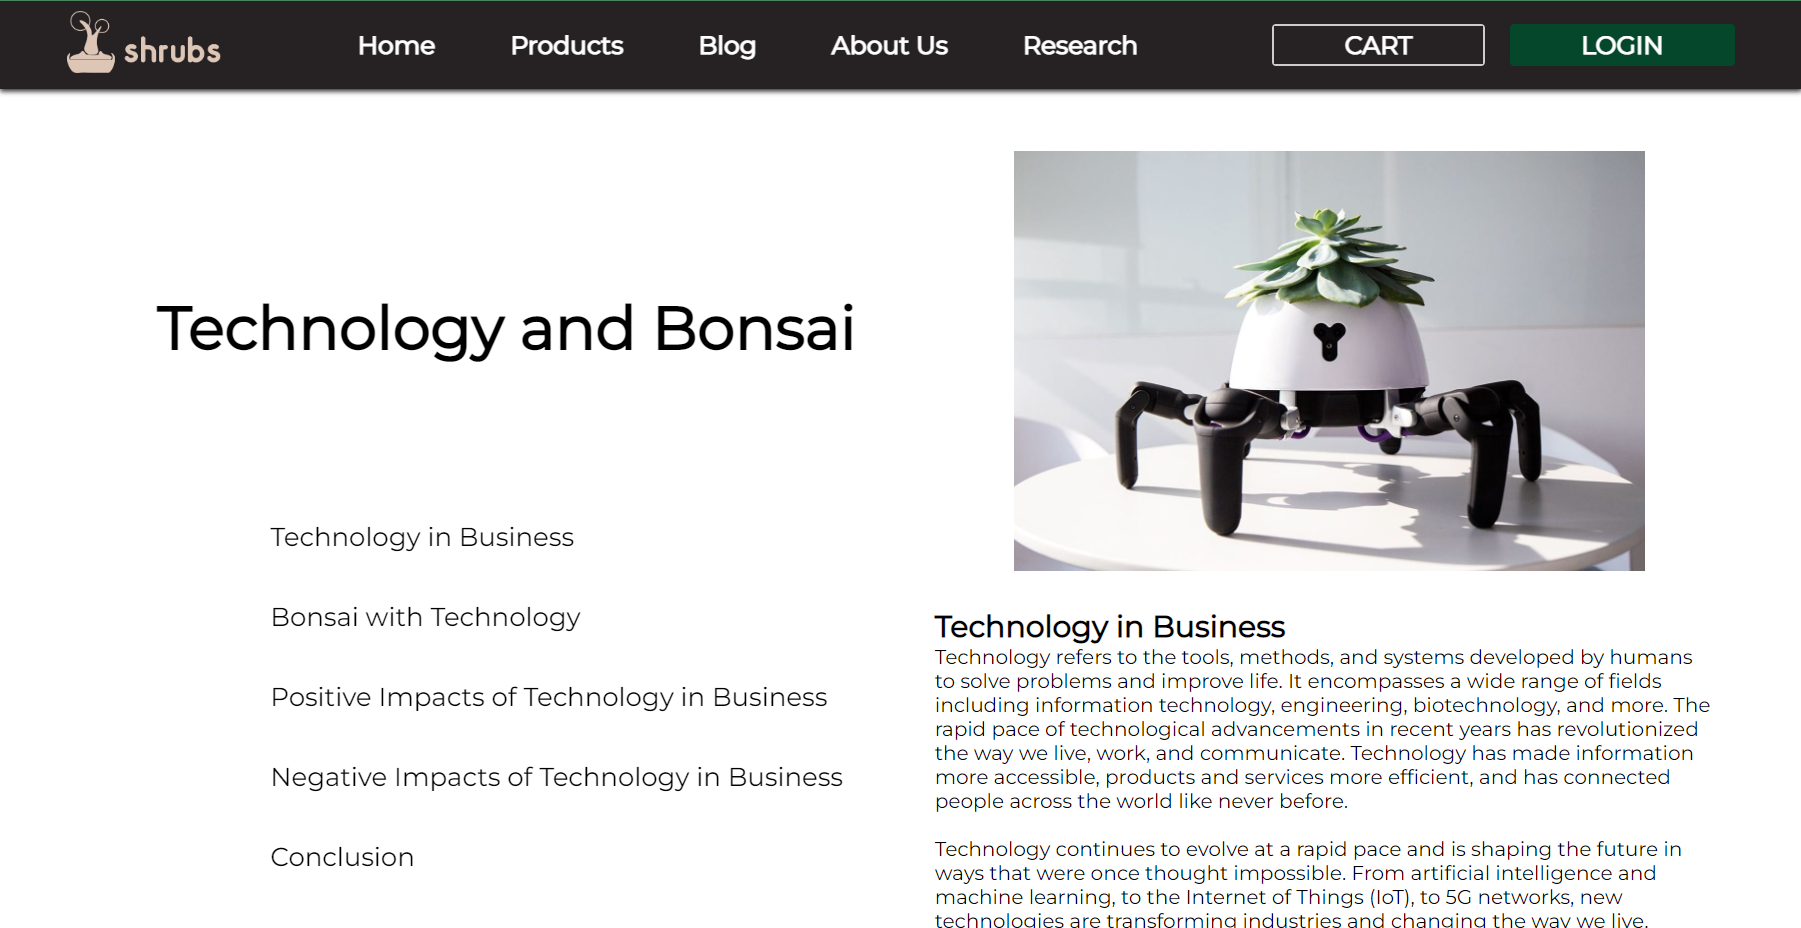 shrubs
Home
Products
Blog
About Us
Research
CART
LOGIN
Technology and Bonsai
Technology in Business
Bonsai with Technology
Positive Impacts of Technology in Business
Negative Impacts of Technology in Business
Conclusion
Technology in Business
Technology refers to the tools, methods, and systems developed by humans
to solve problems and improve life. It encompasses a wide range of fields
including information technology, engineering, biotechnology, and more. The
rapid pace of technological advancements in recent years has revolutionized
the way we live, work, and communicate. Technology has made information
more accessible, products and services more efficient, and has connected
people across the world like never before.
Technology continues to evolve at a rapid pace and is shaping the future in
ways that were once thought impossible. From artificial intelligence and
machine learning, to the Internet of Things (IoT), to 5G networks, new
technologies are transforming industries and changing the way we live.